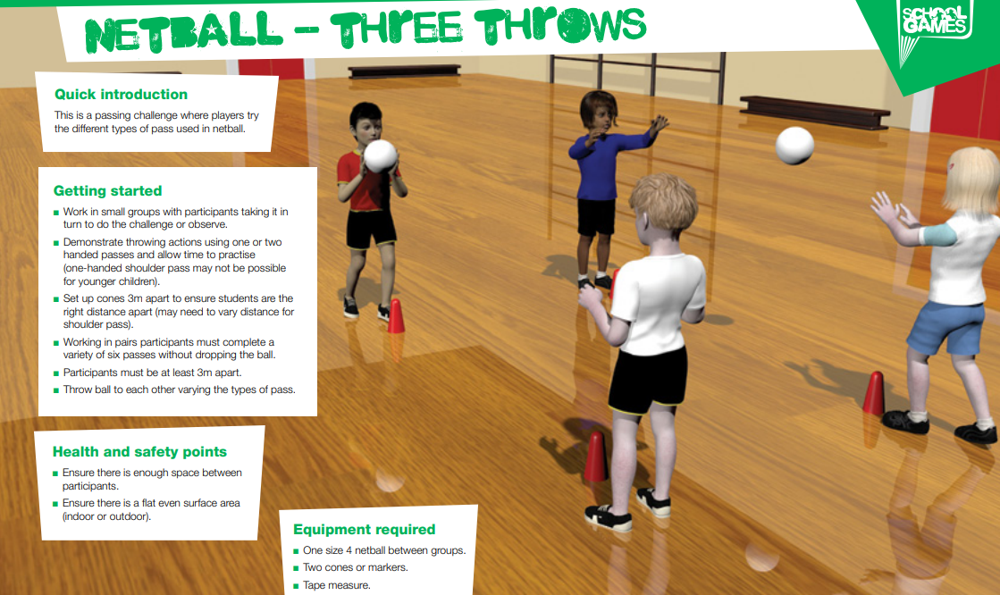 NETBALL – THREE THROWS
SCHOOL
GAMES
Quick introduction
This is a passing challenge where players try
the different types of pass used in netball.
Getting started
■ Work in small groups with participants taking it in
turn to do the challenge or observe.
■ Demonstrate throwing actions using one or two
handed passes and allow time to practise
(one-handed shoulder pass may not be possible
for younger children).
■ Set up cones 3m apart to ensure students are the
right distance apart (may need to vary distance for
shoulder pass).
■ Working in pairs participants must complete a
variety of six passes without dropping the ball.
■ Participants must be at least 3m apart.
■ Throw ball to each other varying the types of pass.
Health and safety points
■ Ensure there is enough space between
participants.
■ Ensure there is a flat even surface area
(indoor or outdoor).
Equipment required
■ One size 4 netball between groups.
■ Two cones or markers.
■ Tape measure.